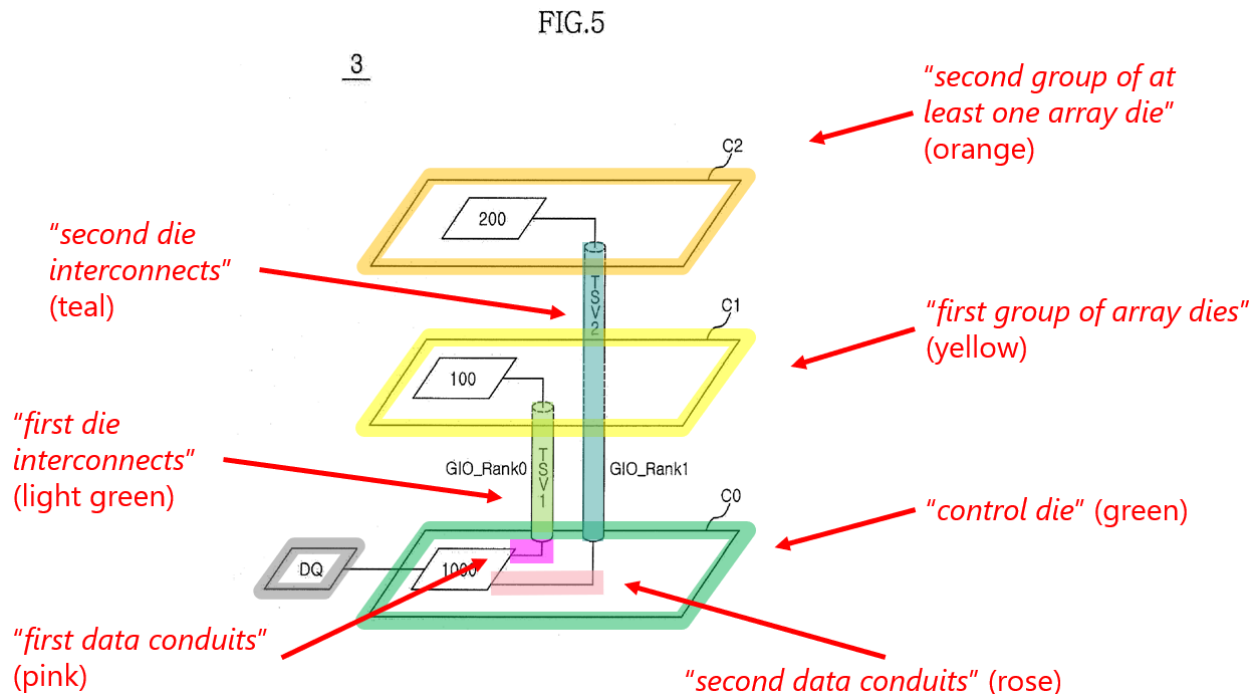 FIG.5
3
"second group of at
least one array die"
(orange)
C2
200
"second die
interconnects"
(teal)
TSV2
C1
"first group of array dies"
(yellow)
100
"first die
interconnects"
(light green)
GIO_Rank0
TSV1
GIO_Rank1
C0
"control die" (green)
DQ
1000
"first data conduits"
(pink)
"second data conduits" (rose)